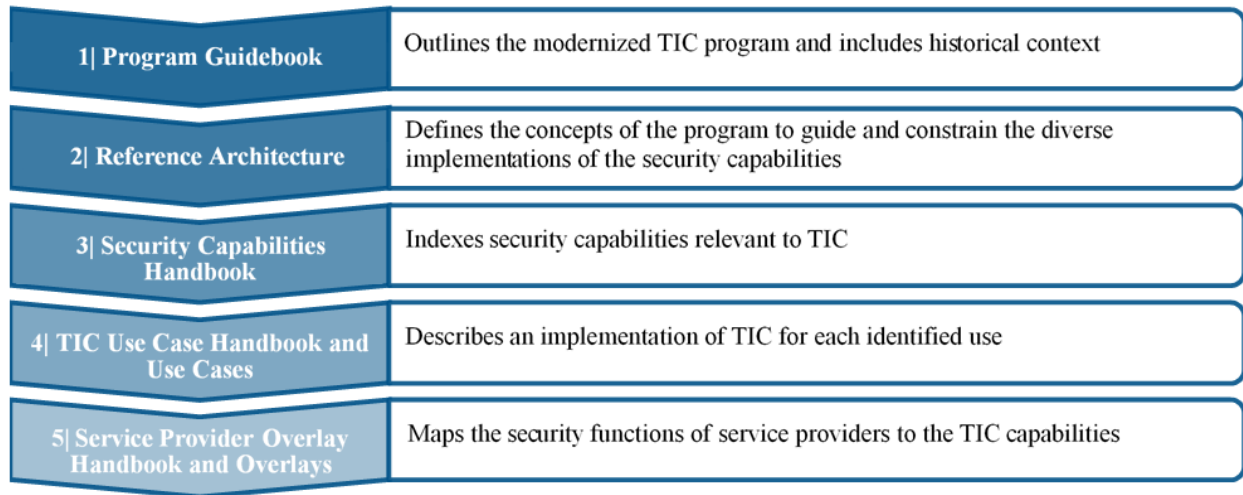 1| Program Guidebook
Outlines the modernized TIC program and includes historical context
2| Reference Architecture
Defines the concepts of the program to guide and constrain the diverse
implementations of the security capabilities
3| Security Capabilities
Handbook
Indexes security capabilities relevant to TIC
4| TIC Use Case Handbook and
Use Cases
Describes an implementation of TIC for each identified use
5| Service Provider Overlay
Handbook and Overlays
Maps the security functions of service providers to the TIC capabilities